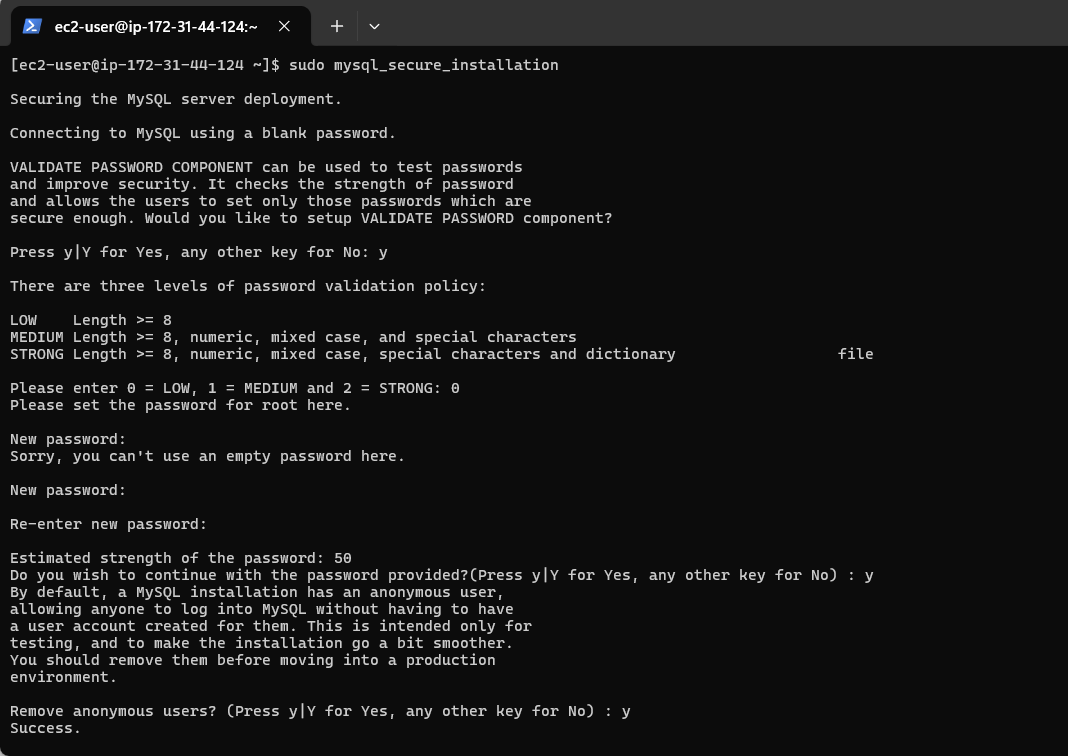 ec2-user@ip-172-31-44-124:~
[ec2-user@ip-172-31-44-124 ~]$ sudo mysql_secure_installation
Securing the MySQL server deployment.
Connecting to MySQL using a blank password.
VALIDATE PASSWORD COMPONENT can be used to test passwords
and improve security. It checks the strength of password
and allows the users to set only those passwords which are
secure enough. Would you like to setup VALIDATE PASSWORD component?
Press y|Y for Yes, any other key for No: y
There are three levels of password validation policy:
LOW    Length >= 8
MEDIUM Length >= 8, numeric, mixed case, and special characters
STRONG Length >= 8, numeric, mixed case, special characters and dictionary                  file
Please enter 0 = LOW, 1 = MEDIUM and 2 = STRONG: 0
Please set the password for root here.
New password:
Sorry, you can't use an empty password here.
New password:
Re-enter new password:
Estimated strength of the password: 50
Do you wish to continue with the password provided?(Press y|Y for Yes, any other key for No) : y
By default, a MySQL installation has an anonymous user,
allowing anyone to log into MySQL without having to have
a user account created for them. This is intended only for
testing, and to make the installation go a bit smoother.
You should remove them before moving into a production
environment.
Remove anonymous users? (Press y|Y for Yes, any other key for No) : y
Success.